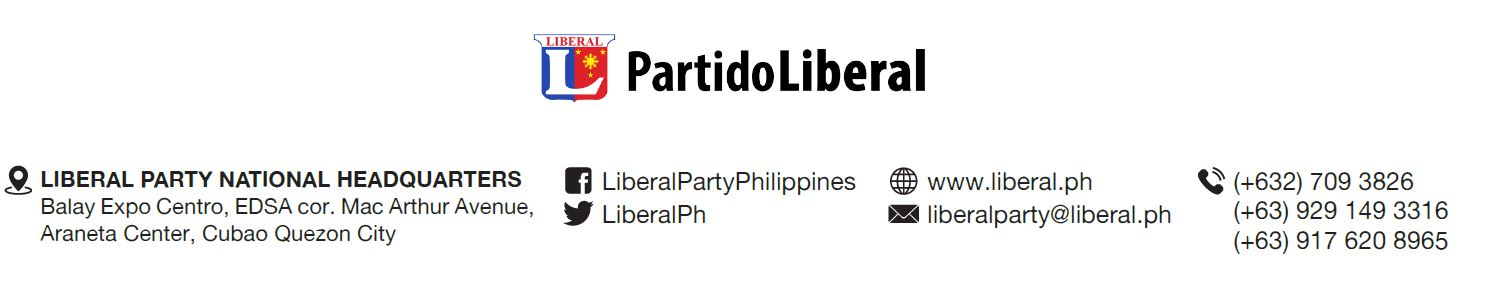 LIBERAL
L
PartidoLiberal
LIBERAL PARTY NATIONAL HEADQUARTERS
Balay Expo Centro, EDSA cor. Mac Arthur Avenue,
Araneta Center, Cubao Quezon City
LiberalPartyPhilippines
LiberalPh
www.liberal.ph
liberalparty@liberal.ph
(+632) 709 3826
(+63) 929 149 3316
(+63) 917 620 8965